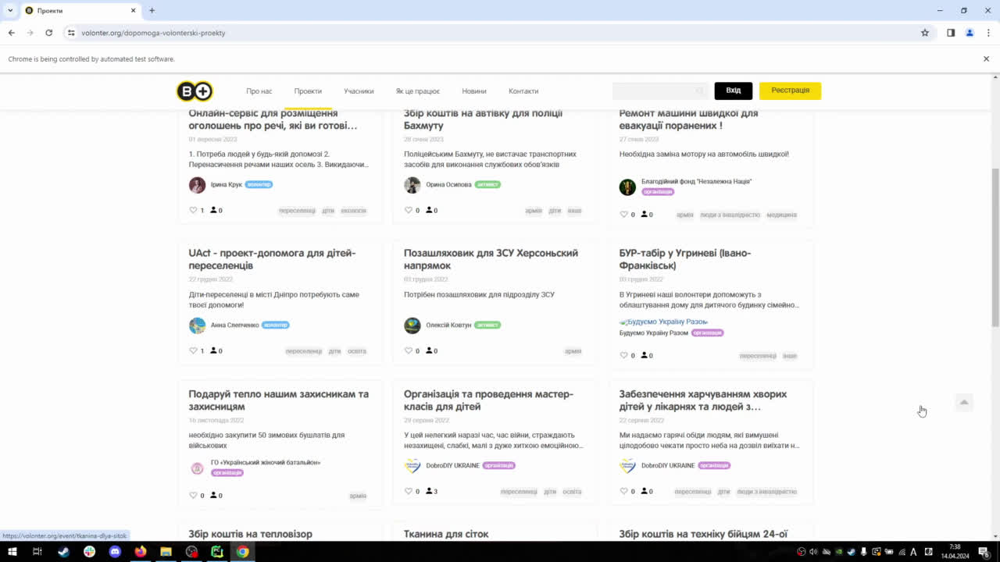 Проекти
volonter.org/dopomoga-volonterski-proekty
Chrome is being controlled by automated test software.
B+
Про нас
Проекти
Учасники
Як це працює
Новини
Контакти
Вхід
Реєстрація
Онлайн-сервіс для розміщення
оголошень про речі, які ви готові…
01 вересня 2023
1. Потреба людей у будь-якій допомозі 2.
Перенасичення речами наших осель 3. Викидаючи…
Ірина Крук волонтер
1 0 переселенці діти екологія
Збір коштів на автівку для поліції
Бахмуту
28 січня 2023
Поліцейським Бахмуту, не вистачає транспортних
засобів для виконання службових обов'язків
Орина Осипова активіст
0 0 армія діти інше
Ремонт машини швидкої для
евакуації поранених !
27 січня 2023
Необхідна заміна мотору на автомобіль швидкої!
Благодійний фонд "Незалежна Нація"
організація
0 0 армія люди з інвалідністю медицина
UAct - проект-допомога для дітей-
переселенців
22 грудня 2022
Діти-переселенці в місті Дніпро потребують саме
твоєї допомоги!
Анна Слепченко волонтер
1 0 переселенці діти освіта
Позашляховик для ЗСУ Херсонський
напрямок
03 грудня 2022
Потрібен позашляховик для підрозділу ЗСУ
Олексій Ковтун активіст
0 0 армія
БУР-табір у Угриневі (Івано-
Франківськ)
03 грудня 2022
В Угриневі наші волонтери допоможуть з
облаштування дому для дитячого будинку сімейно…
Будуємо Україну Разом
Будуємо Україну Разом організація
0 0 переселенці інше
Подаруй тепло нашим захисникам та
захисницям
16 листопада 2022
необхідно закупити 50 зимових бушлатів для
військових
ГО «Український жіночий батальйон»
організація
0 0 армія
Організація та проведення мастер-
класів для дітей
29 серпня 2022
У цей нелегкий наразі час, час війни, страждають
незахищені, слабкі, малі з дуже хиткою емоційною…
DobroDIY UKRAINE організація
0 3 переселенці діти освіта
Забезпечення харчуванням хворих
дітей у лікарнях та людей з…
22 серпня 2022
Ми надаємо гарячі обіди людям, які вимушені
цілодобово чекати просто неба на дозвіл виїхати н…
DobroDIY UKRAINE організація
0 0 переселенці діти люди з інвалідністю
Збір коштів на тепловізор
Тканина для сіток
Збір коштів на техніку бійцям 24-ої
https://volonter.org/event/tkanina-dlya-sitok
7:38
14.04.2024